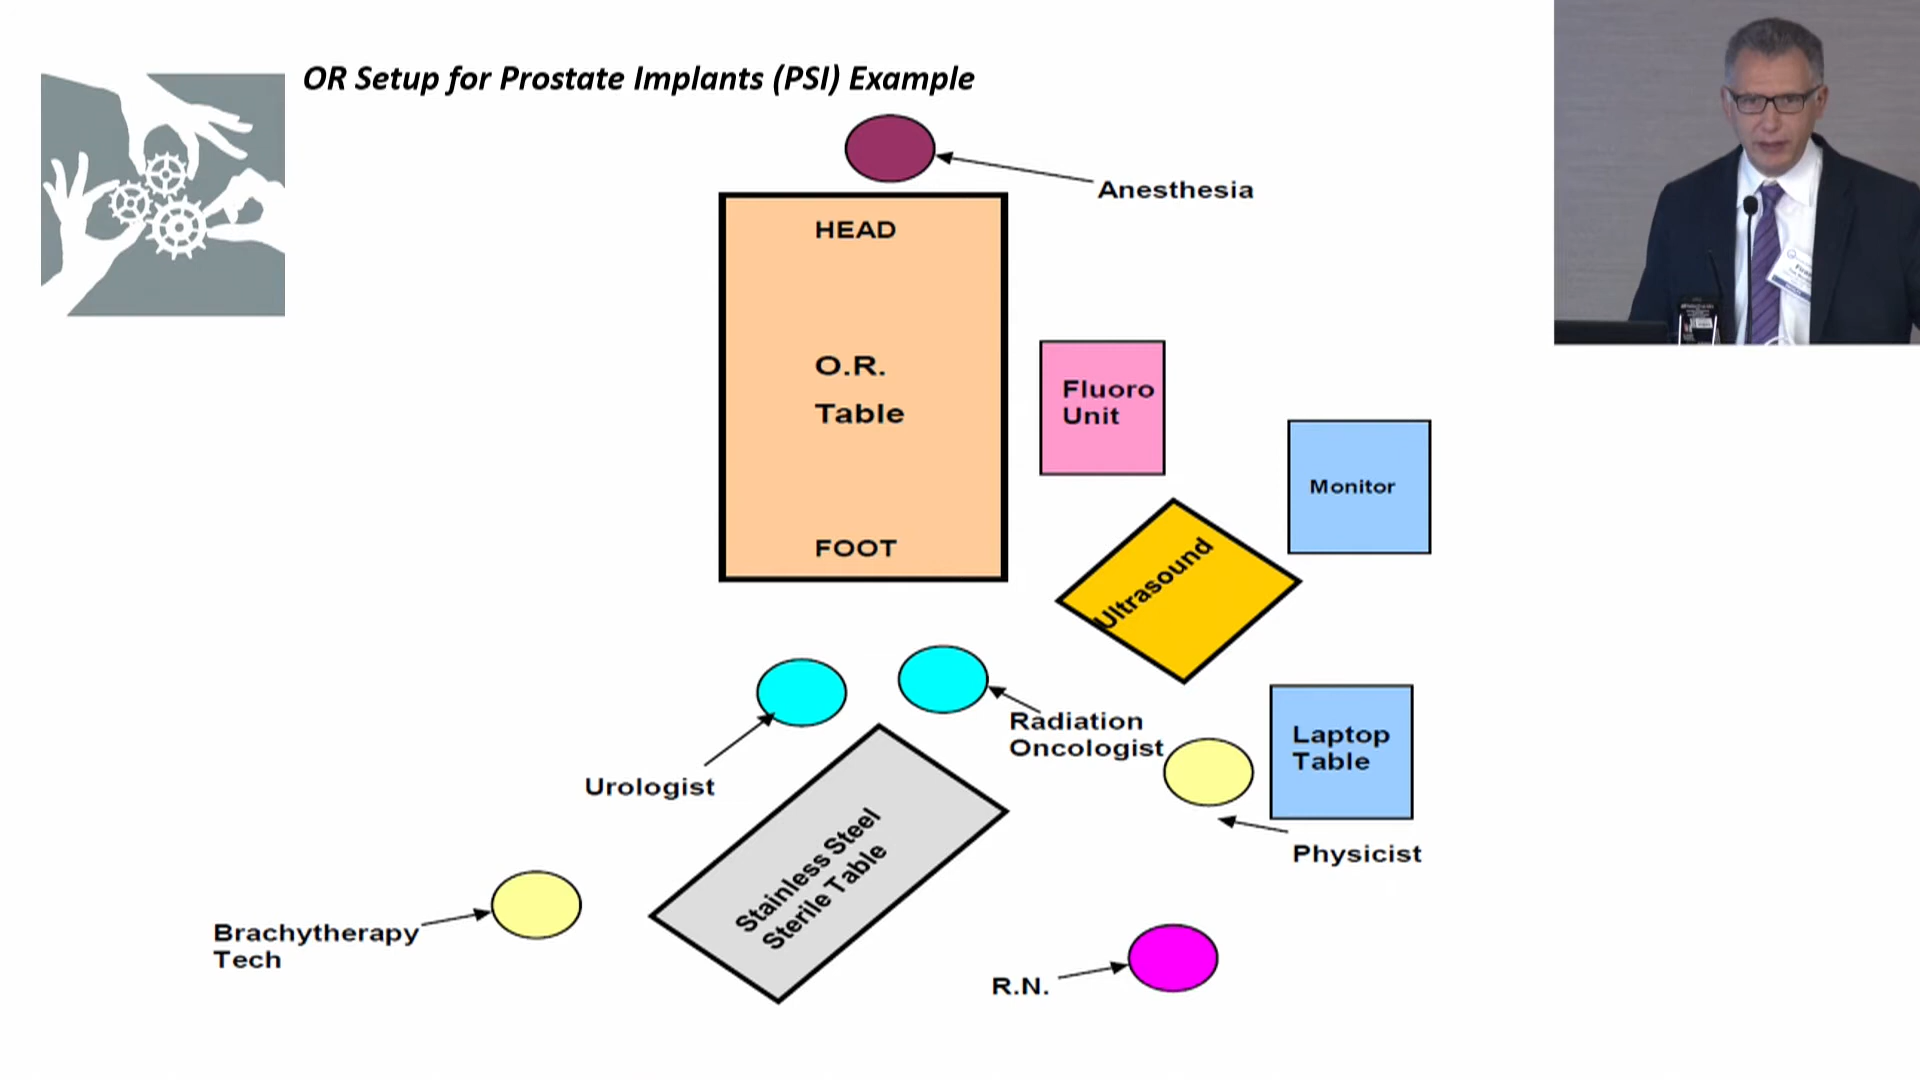 OR Setup for Prostate Implants (PSI) Example
Anesthesia
HEAD
O.R.
Table
FOOT
Fluoro
Unit
Monitor
Ultrasound
Radiation
Oncologist
Urologist
Laptop
Table
Physicist
Stainless Steel
Sterile Table
Brachytherapy
Tech
R.N.